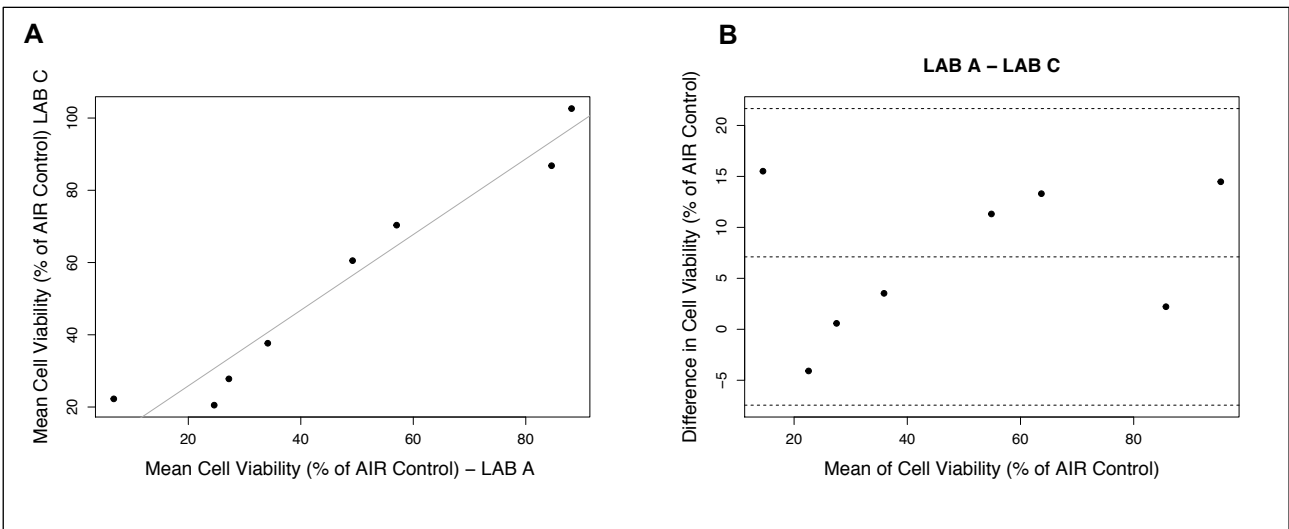 A
Mean Cell Viability (% of AIR Control) LAB C
100
80
60
40
20
20 40 60 80
Mean Cell Viability (% of AIR Control) – LAB A
B
LAB A – LAB C
Difference in Cell Viability (% of AIR Control)
20
15
10
5
0
−5
20 40 60 80
Mean of Cell Viability (% of AIR Control)